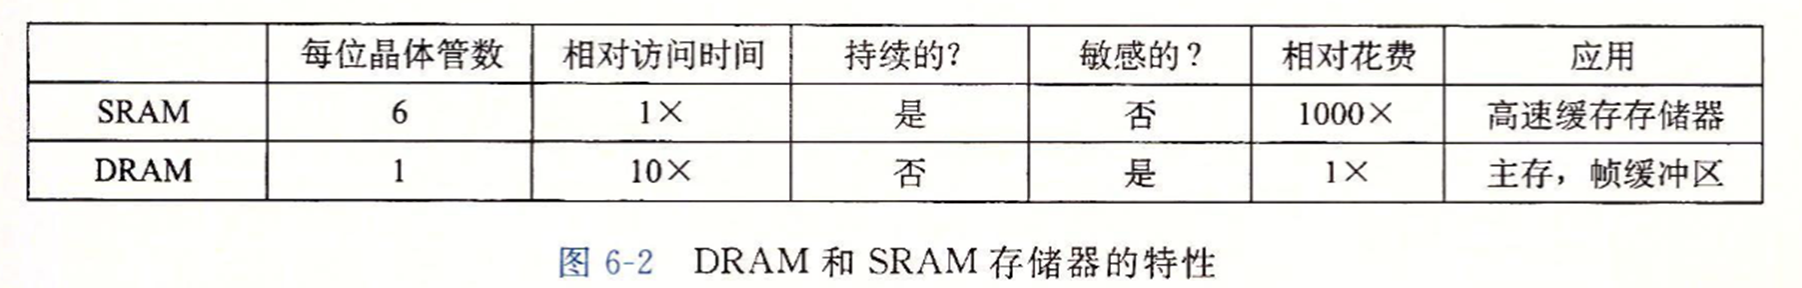 每位晶体管数 相对访问时间 持续的? 敏感的? 相对花费 应用
SRAM 6 1× 是 否 1000× 高速缓存存储器
DRAM 1 10× 否 是 1× 主存，帧缓冲区
图 6-2 DRAM 和 SRAM 存储器的特性